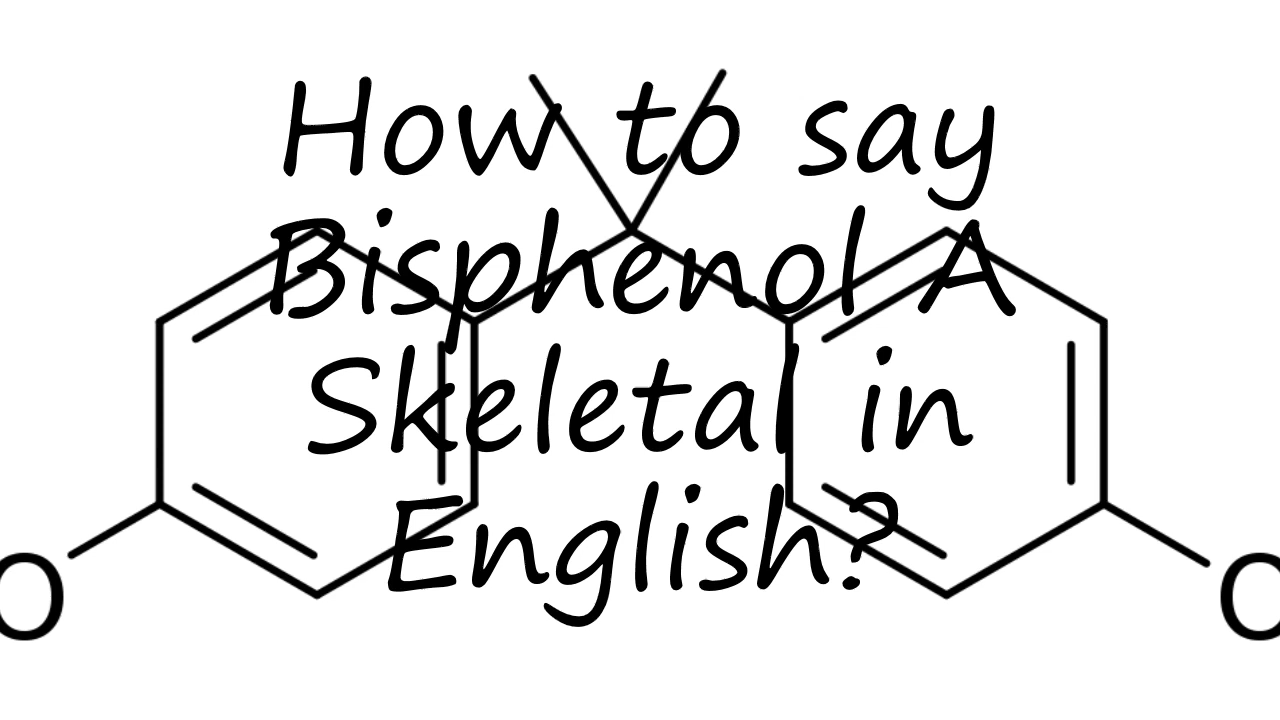 How to say
Bisphenol A
Skeletal in
English?
O
O